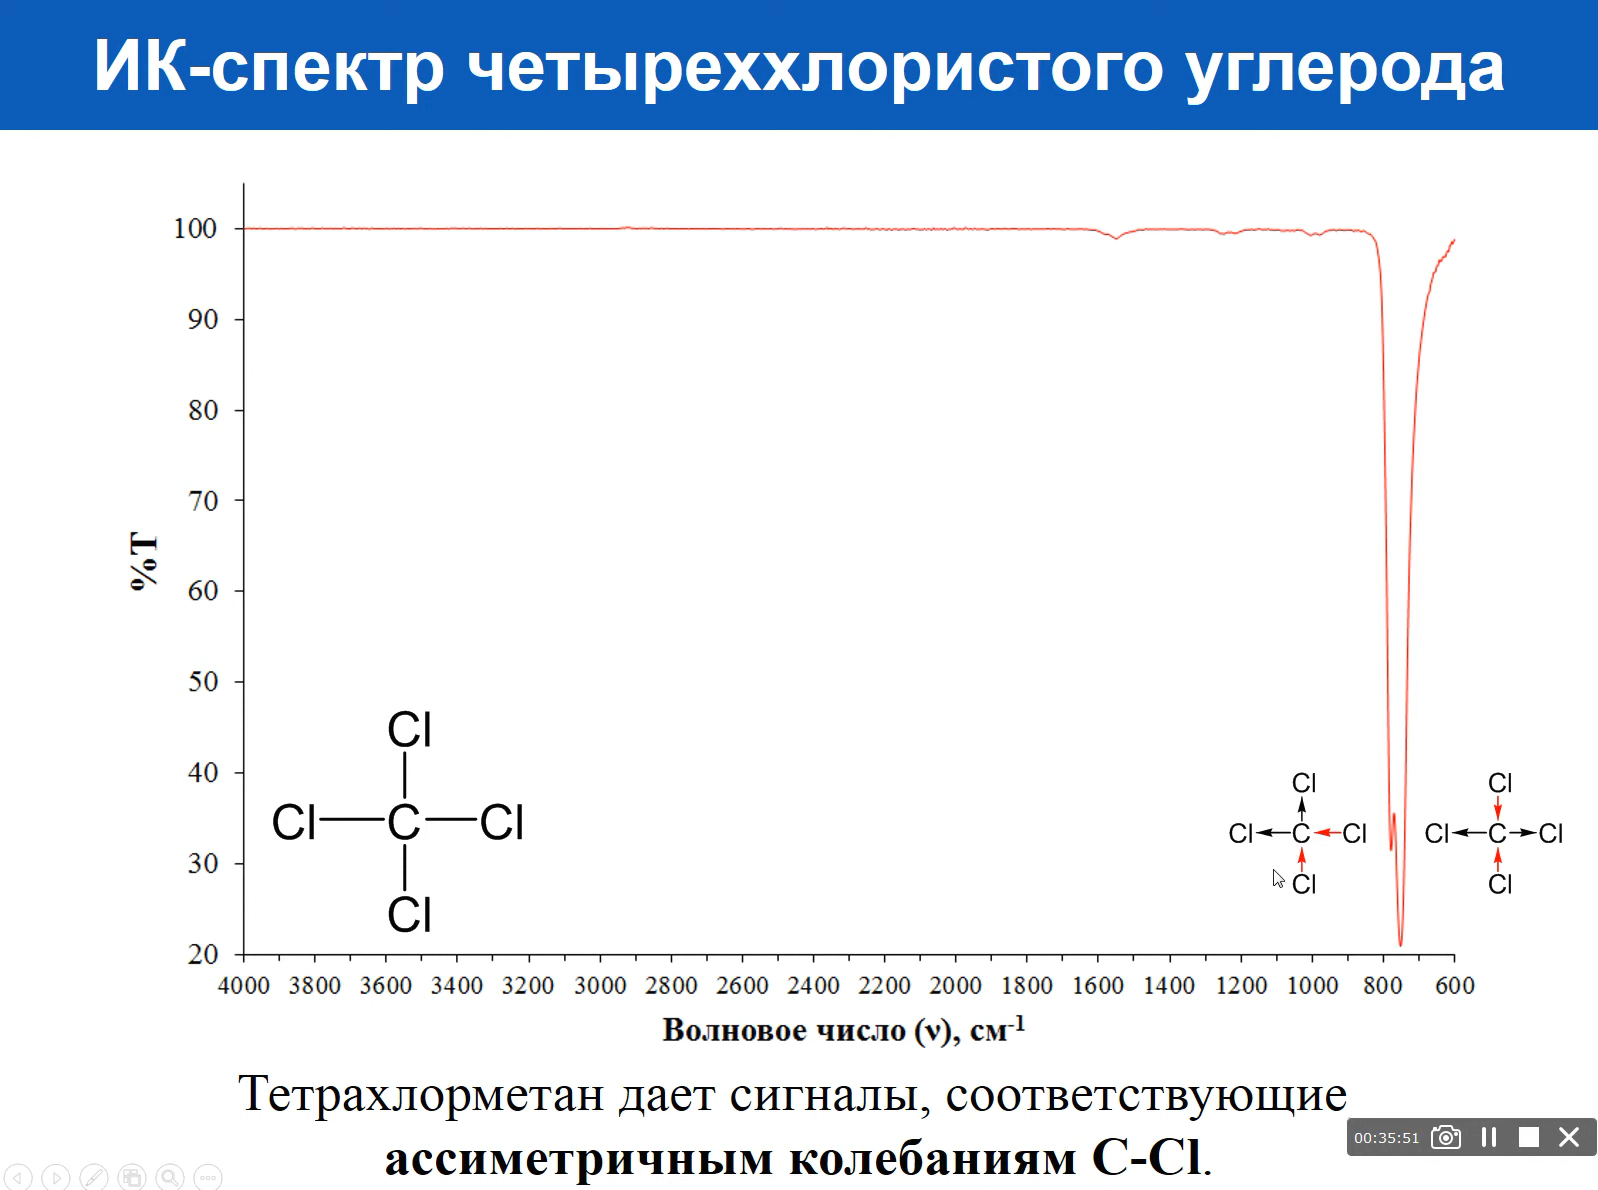 ИК-спектр четыреххлористого углерода
100
90
80
70
60
50
40
30
20
%T
Cl
Cl C Cl
Cl
Cl
Cl C Cl
Cl
Cl
Cl C Cl
Cl
4000 3800 3600 3400 3200 3000 2800 2600 2400 2200 2000 1800 1600 1400 1200 1000 800 600
Волновое число (ν), см-1
Тетрахлорметан дает сигналы, соответствующие
ассиметричным колебаниям C-Cl.
00:35:51